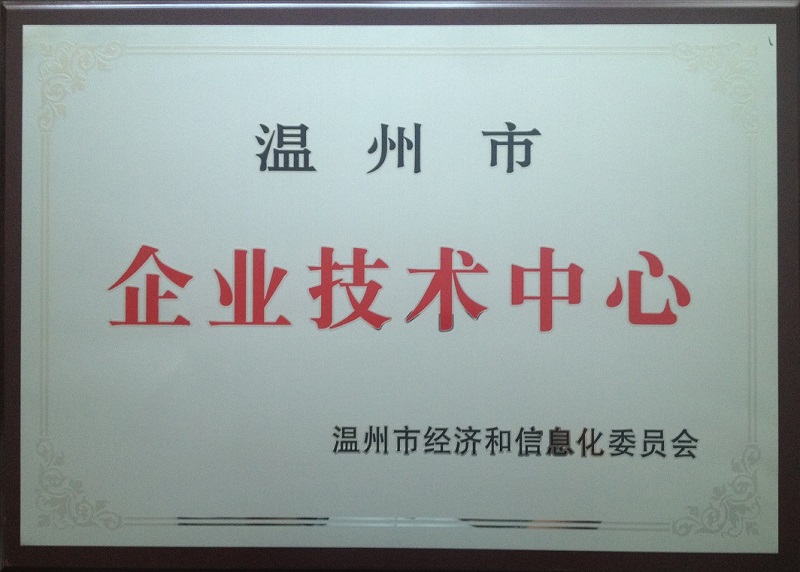 温州市
企业技术中心
温州市经济和信息化委员会